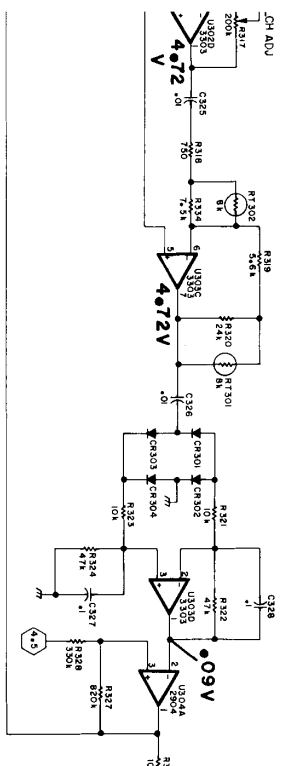 CH ADJ
R317
200k
U302D
3303
4.72
V
C325
.01
R318
750
RT302
8k
R334
7.5k
R319
5.6k
6
5
U303C
3303
7
4.72V
R320
24k
RT301
8k
C326
.01
CR301
CR303
CR302
CR304
R321
10k
R323
10k
C328
.1
R322
47k
2
3
U303D
3303
1
R324
47k
C327
.1
.09V
4.5
R328
330k
R327
820k
2
3
U304A
2904
1